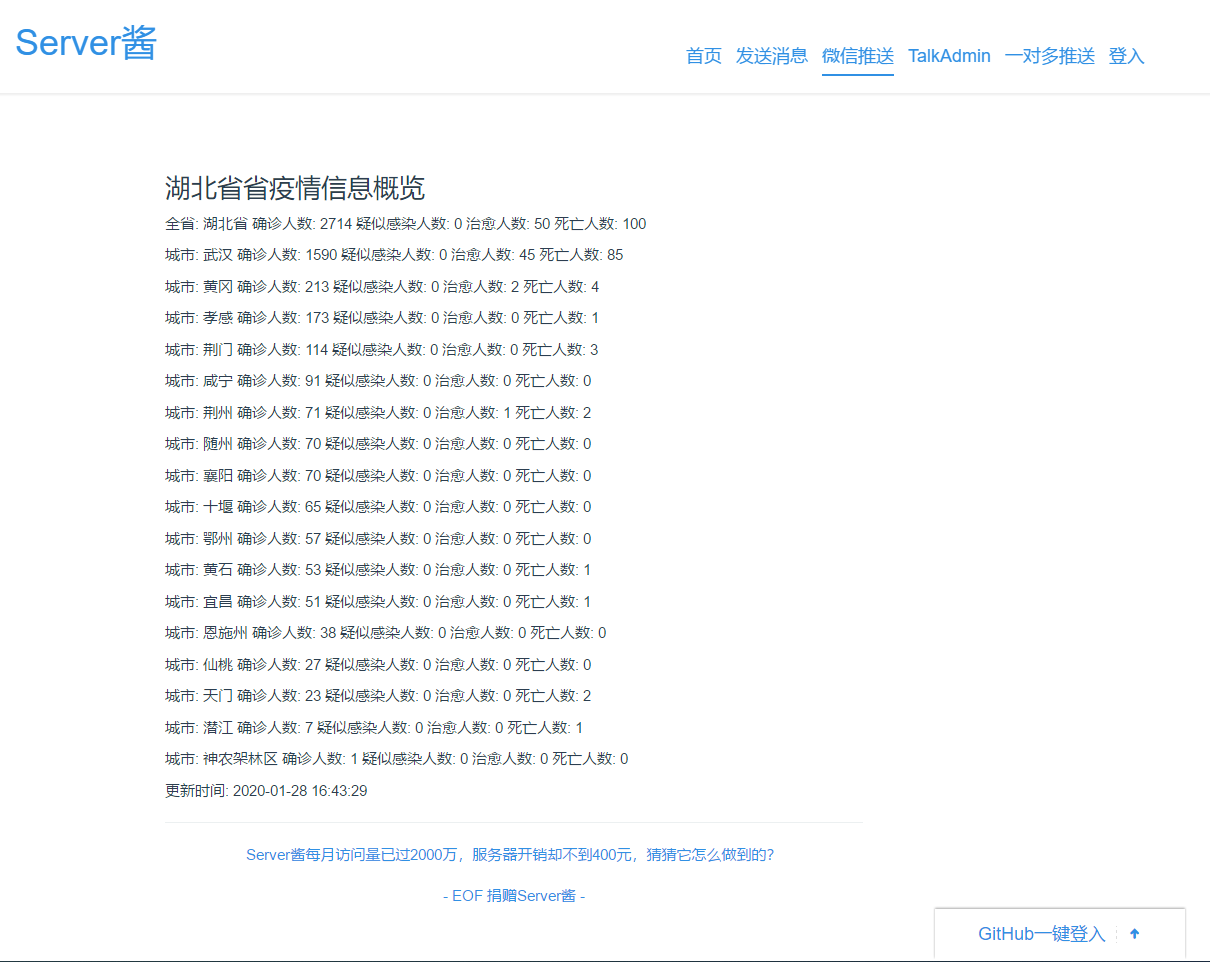 Server酱
首页 发送消息 微信推送 TalkAdmin 一对多推送 登入
湖北省省疫情信息概览
全省: 湖北省 确诊人数: 2714 疑似感染人数: 0 治愈人数: 50 死亡人数: 100
城市: 武汉 确诊人数: 1590 疑似感染人数: 0 治愈人数: 45 死亡人数: 85
城市: 黄冈 确诊人数: 213 疑似感染人数: 0 治愈人数: 2 死亡人数: 4
城市: 孝感 确诊人数: 173 疑似感染人数: 0 治愈人数: 0 死亡人数: 1
城市: 荆门 确诊人数: 114 疑似感染人数: 0 治愈人数: 0 死亡人数: 3
城市: 咸宁 确诊人数: 91 疑似感染人数: 0 治愈人数: 0 死亡人数: 0
城市: 荆州 确诊人数: 71 疑似感染人数: 0 治愈人数: 1 死亡人数: 2
城市: 随州 确诊人数: 70 疑似感染人数: 0 治愈人数: 0 死亡人数: 0
城市: 襄阳 确诊人数: 70 疑似感染人数: 0 治愈人数: 0 死亡人数: 0
城市: 十堰 确诊人数: 65 疑似感染人数: 0 治愈人数: 0 死亡人数: 0
城市: 鄂州 确诊人数: 57 疑似感染人数: 0 治愈人数: 0 死亡人数: 0
城市: 黄石 确诊人数: 53 疑似感染人数: 0 治愈人数: 0 死亡人数: 1
城市: 宜昌 确诊人数: 51 疑似感染人数: 0 治愈人数: 0 死亡人数: 1
城市: 恩施州 确诊人数: 38 疑似感染人数: 0 治愈人数: 0 死亡人数: 0
城市: 仙桃 确诊人数: 27 疑似感染人数: 0 治愈人数: 0 死亡人数: 0
城市: 天门 确诊人数: 23 疑似感染人数: 0 治愈人数: 0 死亡人数: 2
城市: 潜江 确诊人数: 7 疑似感染人数: 0 治愈人数: 0 死亡人数: 1
城市: 神农架林区 确诊人数: 1 疑似感染人数: 0 治愈人数: 0 死亡人数: 0
更新时间: 2020-01-28 16:43:29
Server酱每月访问量已过2000万，服务器开销却不到400元，猜猜它怎么做到的？
- EOF 捐赠Server酱 -
GitHub一键登入